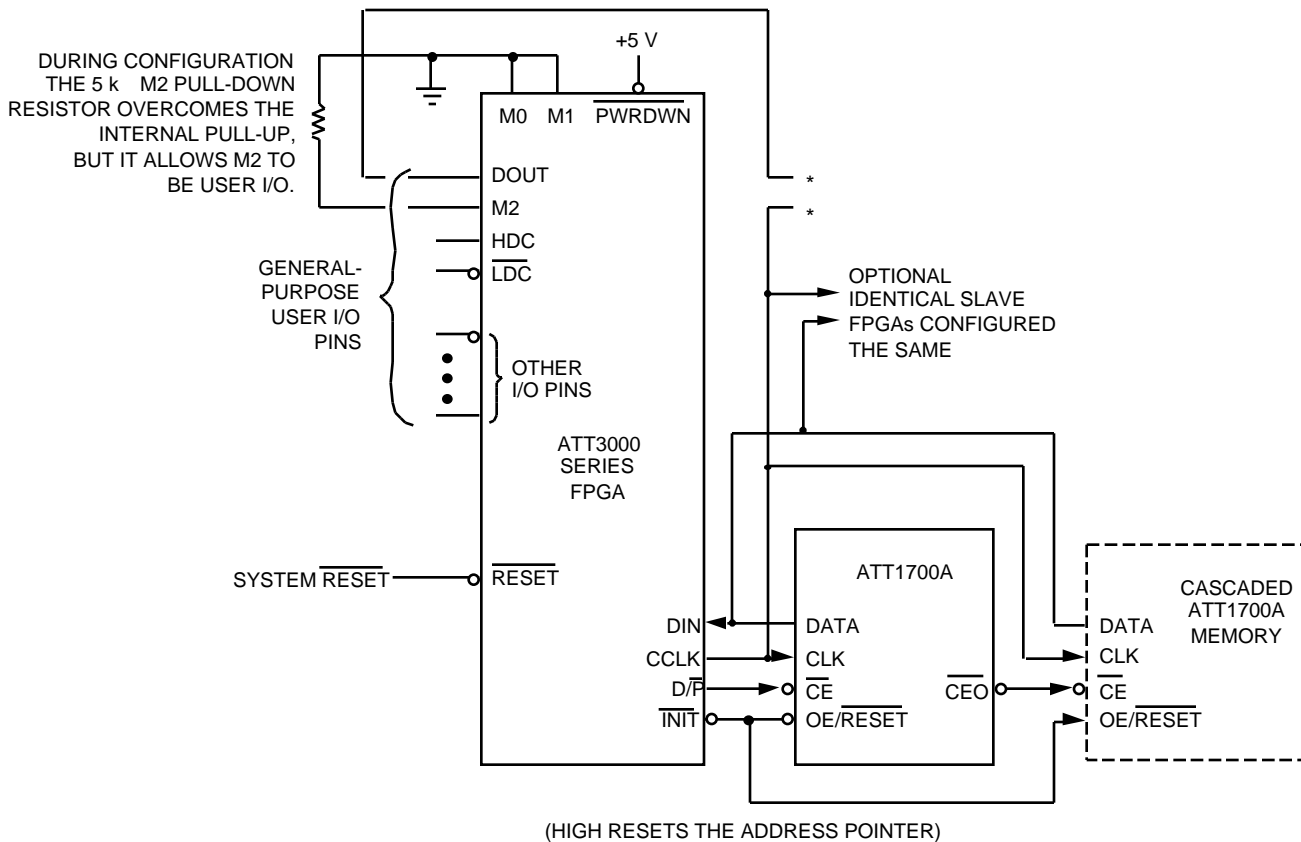 +5 V
DURING CONFIGURATION
THE 5 k M2 PULL-DOWN
RESISTOR OVERCOMES THE
INTERNAL PULL-UP,
BUT IT ALLOWS M2 TO
BE USER I/O.
M0 M1 PWRDWN
DOUT
M2
HDC
LDC
GENERAL-
PURPOSE
USER I/O
PINS
OTHER
I/O PINS
*
*
OPTIONAL
IDENTICAL SLAVE
FPGAs CONFIGURED
THE SAME
ATT3000
SERIES
FPGA
SYSTEM RESET
RESET
DIN
CCLK
D/P
INIT
ATT1700A
DATA
CLK
CE
OE/RESET
CEO
CASCADED
ATT1700A
MEMORY
DATA
CLK
CE
OE/RESET
(HIGH RESETS THE ADDRESS POINTER)